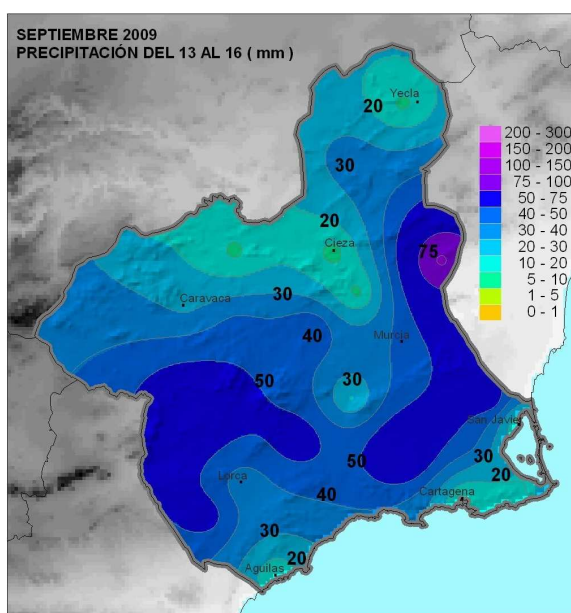 SEPTIEMBRE 2009
PRECIPITACIÓN DEL 13 AL 16 ( mm )
Yecla
20
30
20
Cieza
75
Caravaca
30
40
Murcia
50
30
San Javier
50
30
Lorca
20
40
Cartagena
30
20
Aguilas
200 - 300
150 - 200
100 - 150
75 - 100
50 - 75
40 - 50
30 - 40
20 - 30
10 - 20
5 - 10
1 - 5
0 - 1